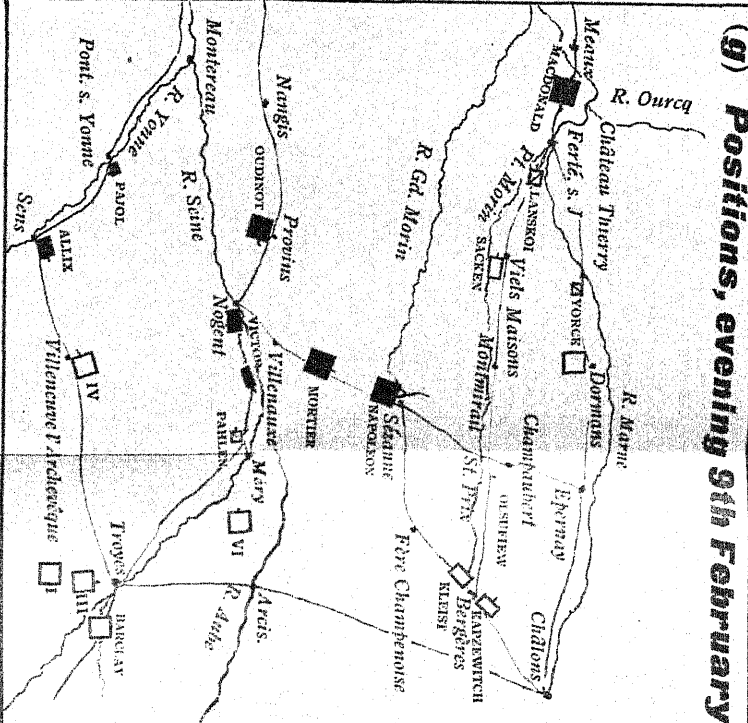 (g) Positions, evening 9th February
R. Ourcq
Meaux
MACDONALD
Château Thierry
Ferté. s. J
Pt. Morin
LANSKOI
YORCK
Dormans
R. Marne
Epernay
Châlons
SACKEN
Viels Maisons
Montmirail
Champaubert
St. Prix
OLSUFIEW
R. Gd. Morin
Sézanne
NAPOLEON
KAPZEWITCH
Bergères
KLEIST
Fère Champenoise
MORTIER
Villenauxe
Nangis
OUDINOT
Provins
Montereau
R. Seine
Nogent
VICTOR
PAHLEN
Mery
VI
Arcis.
R. Aube
R. Yonne
Pont. s. Yonne
PAJOL
Sens
ALLIX
IV
Villeneuve l'Archevêque
Troyes
BARCLAY
III
I